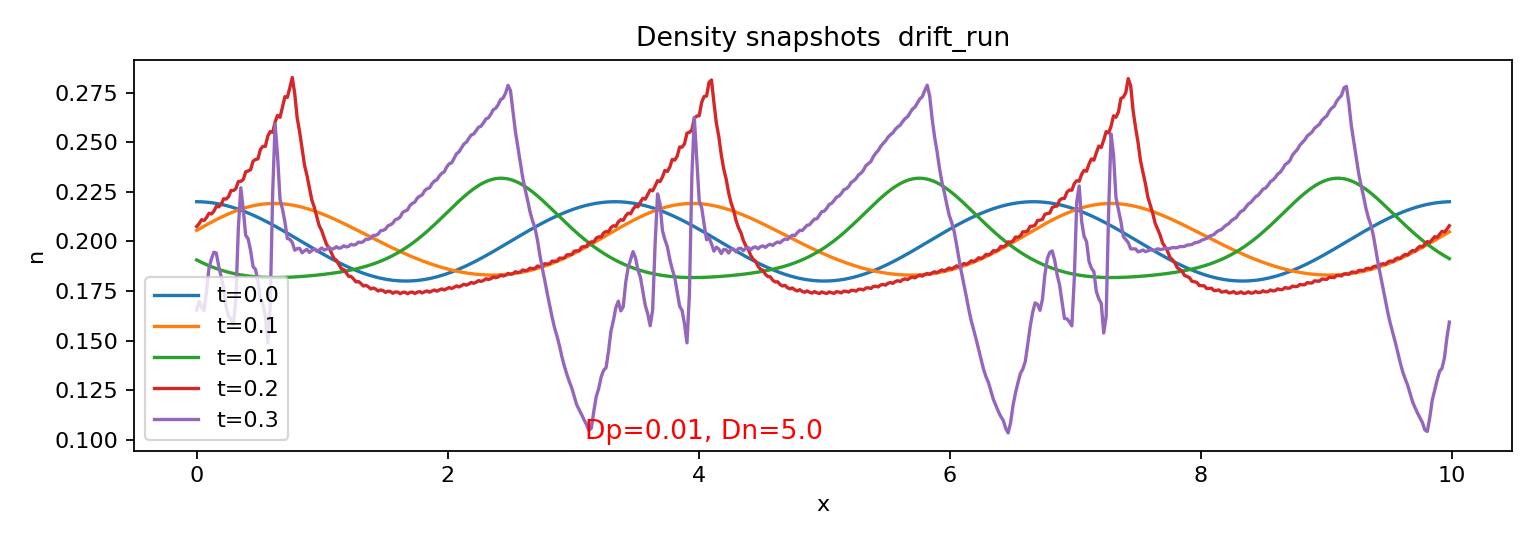 Density snapshots  drift_run
n
0.275
0.250
0.225
0.200
0.175
0.150
0.125
0.100
t=0.0
t=0.1
t=0.1
t=0.2
t=0.3
Dp=0.01, Dn=5.0
0 2 4 6 8 10
x